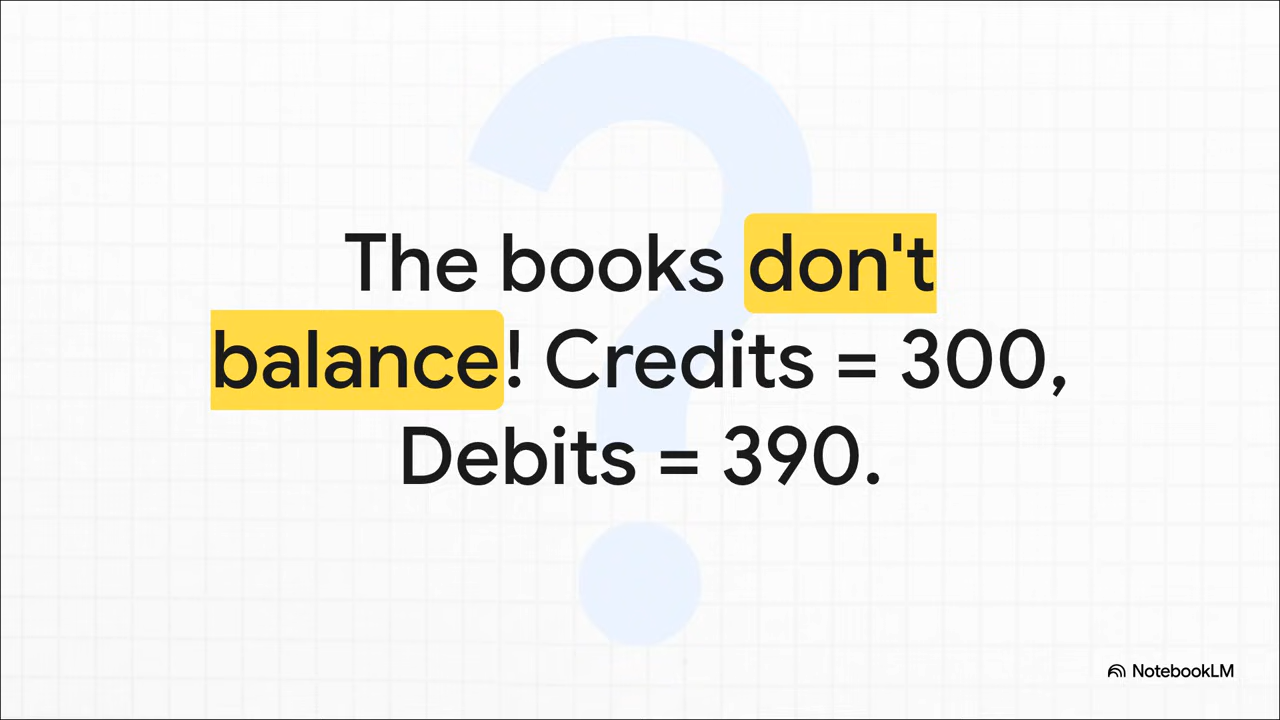 The books don't
balance! Credits = 300,
Debits = 390.
NotebookLM